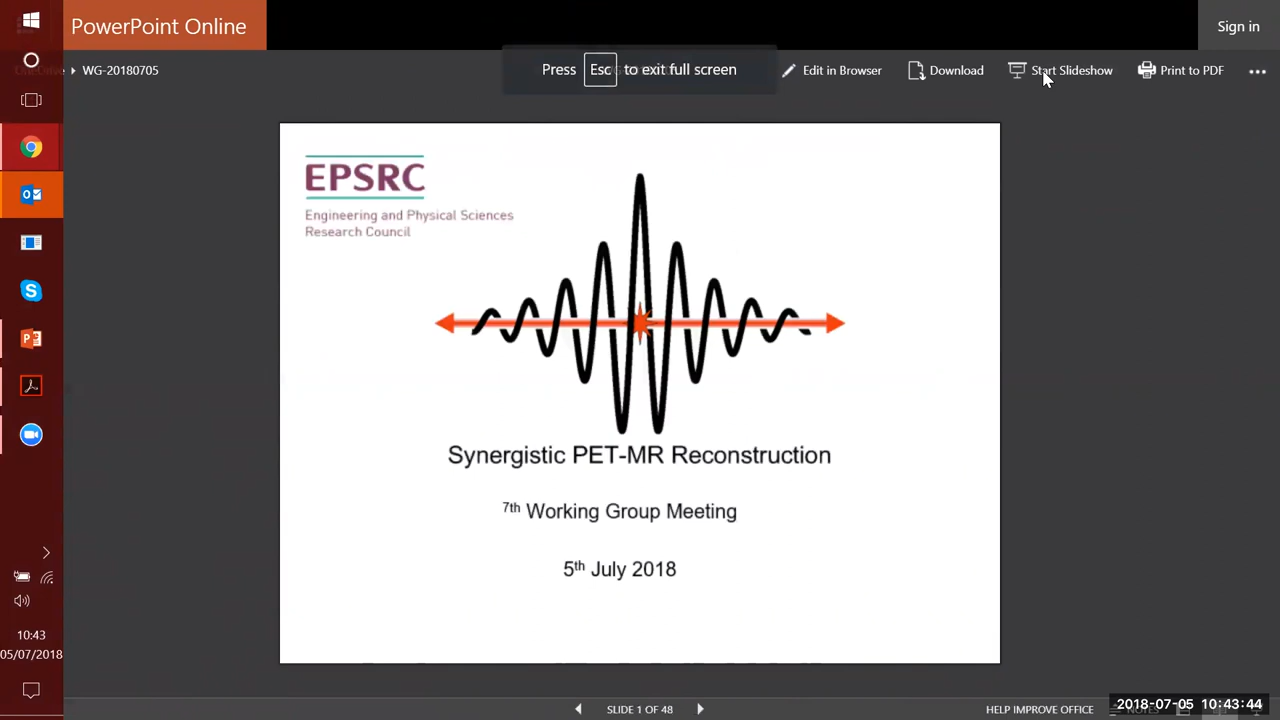 PowerPoint Online
Sign in
WG-20180705
Press Esc to exit full screen
Edit in Browser
Download
Start Slideshow
Print to PDF
EPSRC
Engineering and Physical Sciences
Research Council
Synergistic PET-MR Reconstruction
7th Working Group Meeting
5th July 2018
10:43
05/07/2018
SLIDE 1 OF 48
HELP IMPROVE OFFICE
2018-07-05 10:43:44